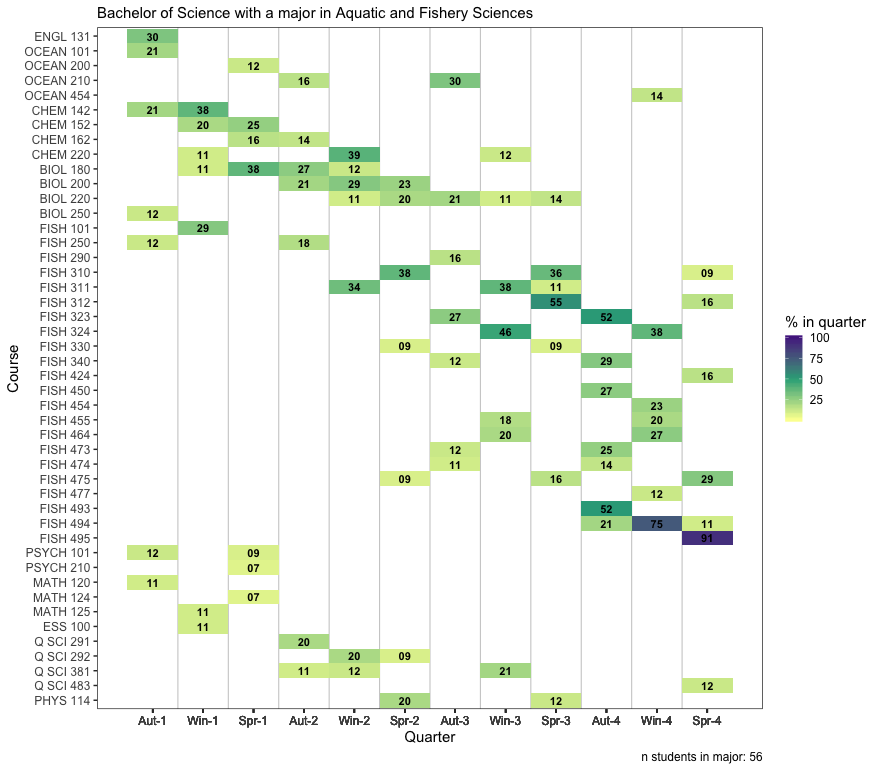 Bachelor of Science with a major in Aquatic and Fishery Sciences
ENGL 131 30
OCEAN 101 21
OCEAN 200 12
OCEAN 210 16 30
OCEAN 454 14
CHEM 142 21 38
CHEM 152 20 25
CHEM 162 16 14
CHEM 220 11 39 12
BIOL 180 11 38 27 12
BIOL 200 21 29 23
BIOL 220 11 20 21 11 14
BIOL 250 12
FISH 101 29
FISH 250 12 18
FISH 290 16
FISH 310 38 36 09
FISH 311 34 38 11
FISH 312 55 16
FISH 323 27 52
FISH 324 46 38
FISH 330 09 09
FISH 340 12 29
FISH 424 16
FISH 450 27
FISH 454 23
FISH 455 18 20
FISH 464 20 27
FISH 473 12 25
FISH 474 11 14
FISH 475 09 16 29
FISH 477 12
FISH 493 52
FISH 494 21 75 11
FISH 495 91
PSYCH 101 12 09
PSYCH 210 07
MATH 120 11
MATH 124 07
MATH 125 11
ESS 100 11
Q SCI 291 20
Q SCI 292 20 09
Q SCI 381 11 12 21
Q SCI 483 12
PHYS 114 20 12
Course
Aut-1 Win-1 Spr-1 Aut-2 Win-2 Spr-2 Aut-3 Win-3 Spr-3 Aut-4 Win-4 Spr-4
Quarter
% in quarter
100
75
50
25
n students in major: 56